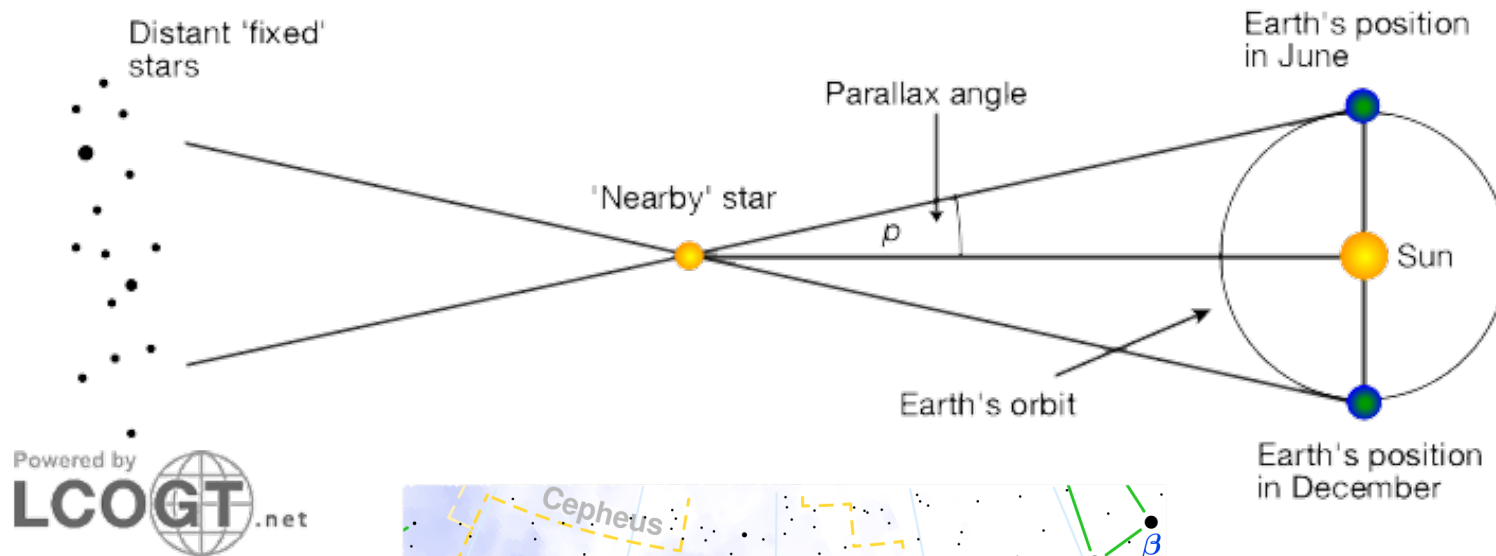 Distant 'fixed'
stars
Earth's position
in June
Parallax angle
'Nearby' star
p
Sun
Earth's orbit
Earth's position
in December
Powered by
LCOGT.net
Cepheus
β